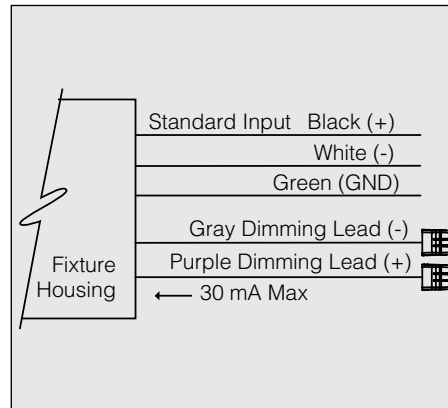 Standard Input Black (+)
White (-)
Green (GND)
Gray Dimming Lead (-)
Purple Dimming Lead (+)
Fixture
Housing
30 mA Max